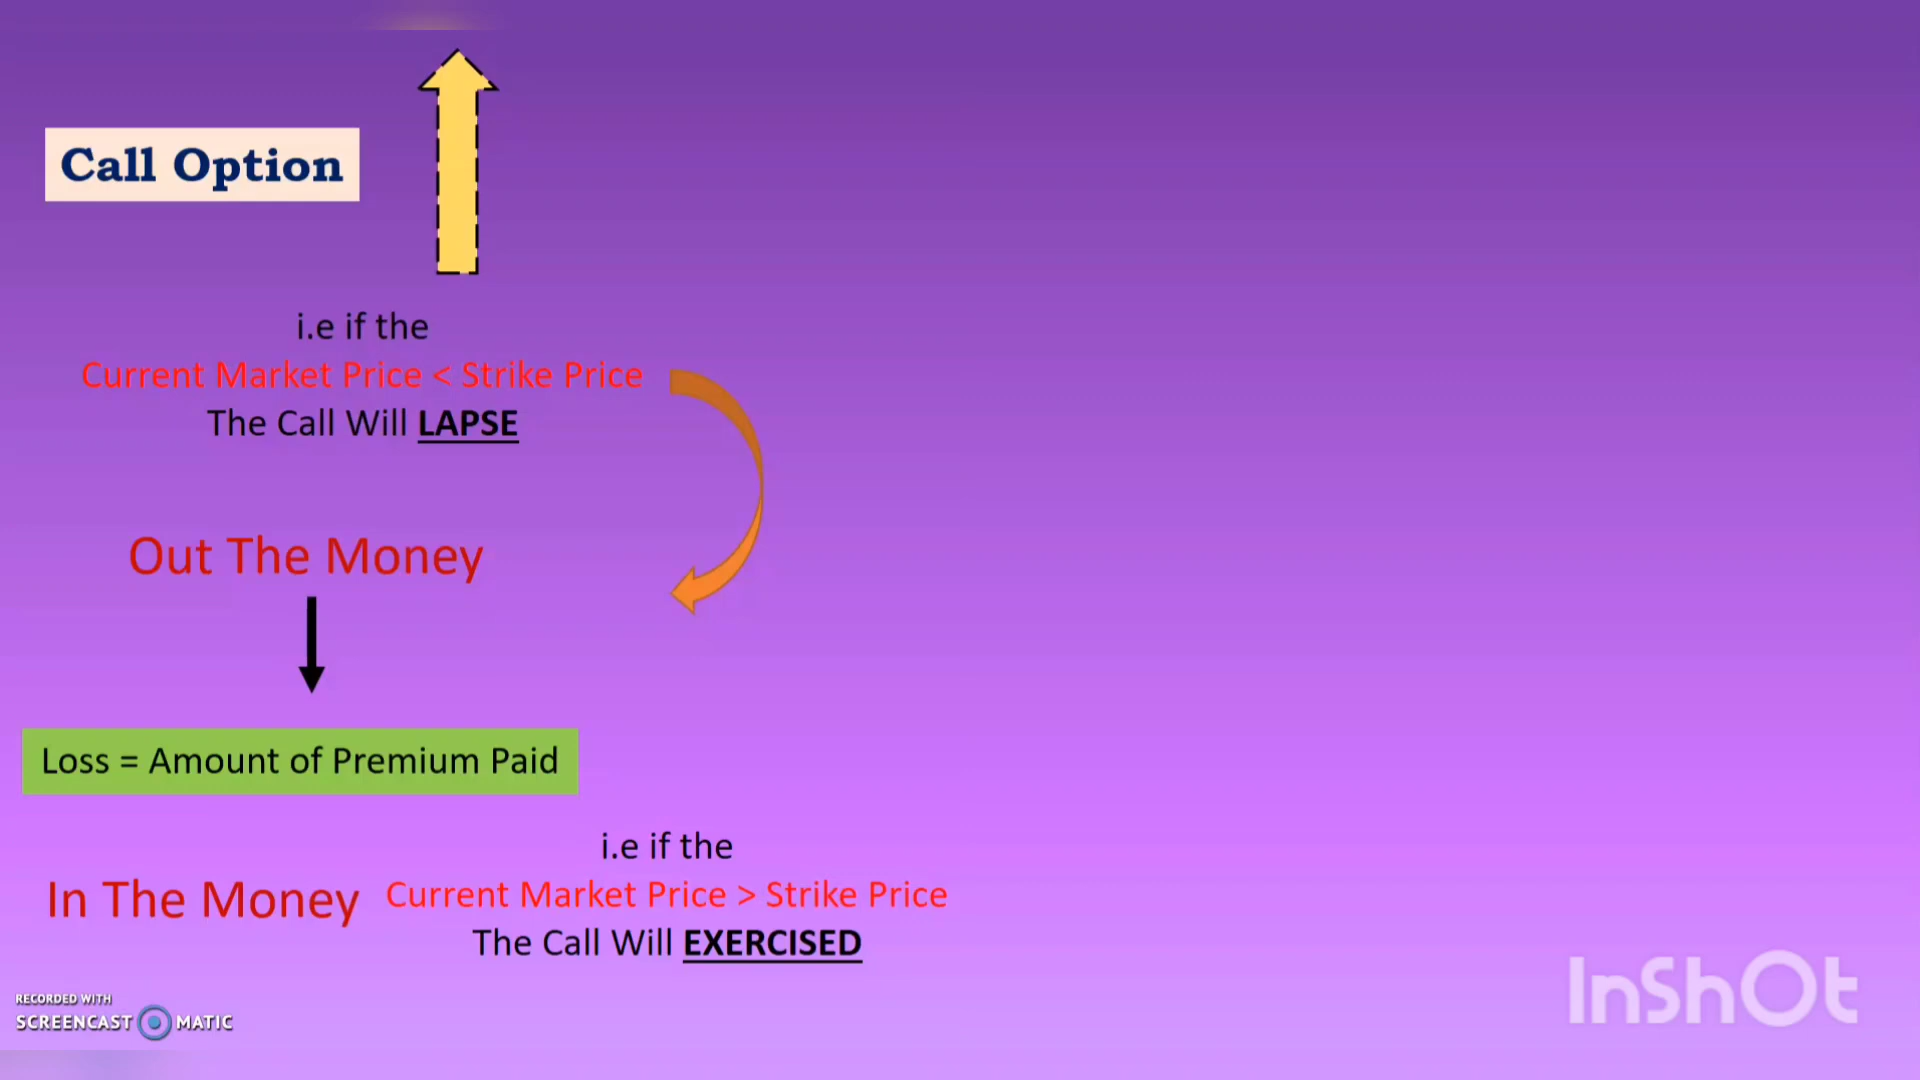 Call Option
i.e if the
Current Market Price < Strike Price
The Call Will LAPSE
Out The Money
Loss = Amount of Premium Paid
i.e if the
In The Money Current Market Price > Strike Price
The Call Will EXERCISED
RECORDED WITH
SCREENCAST MATIC
InShOt